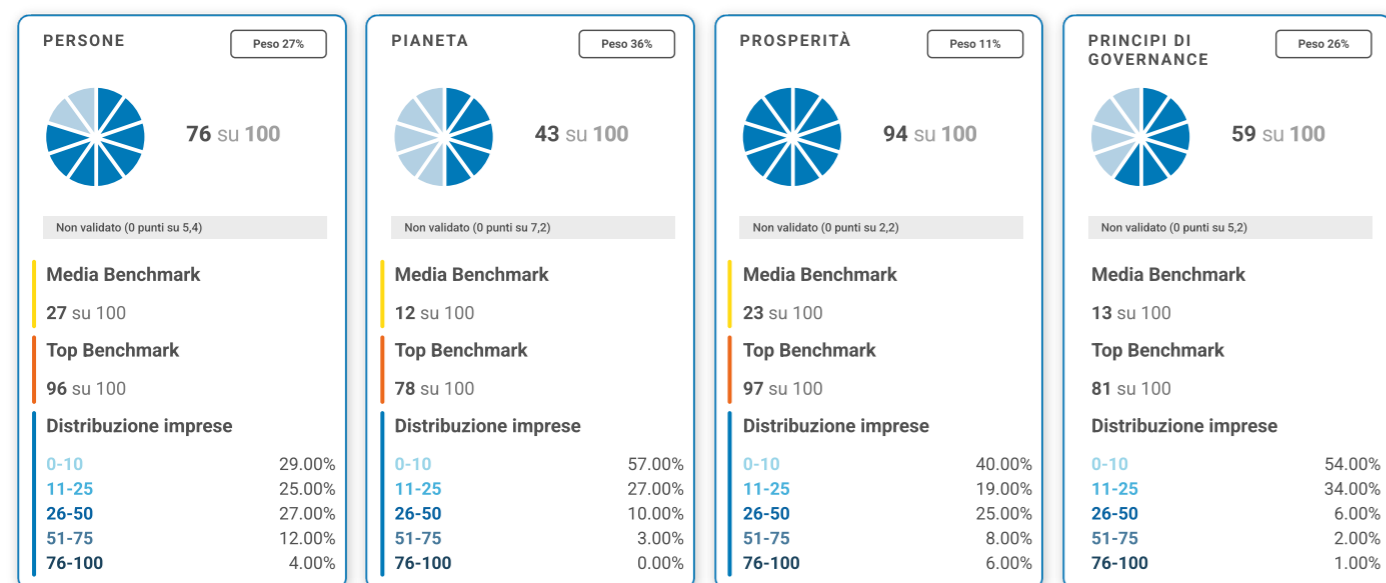 PERSONE
Peso 27%
76 su 100
Non validato (0 punti su 5,4)
Media Benchmark
27 su 100
Top Benchmark
96 su 100
Distribuzione imprese
0-10 29.00%
11-25 25.00%
26-50 27.00%
51-75 12.00%
76-100 4.00%
PIANETA
Peso 36%
43 su 100
Non validato (0 punti su 7,2)
Media Benchmark
12 su 100
Top Benchmark
78 su 100
Distribuzione imprese
0-10 57.00%
11-25 27.00%
26-50 10.00%
51-75 3.00%
76-100 0.00%
PROSPERITÀ
Peso 11%
94 su 100
Non validato (0 punti su 2,2)
Media Benchmark
23 su 100
Top Benchmark
97 su 100
Distribuzione imprese
0-10 40.00%
11-25 19.00%
26-50 25.00%
51-75 8.00%
76-100 6.00%
PRINCIPI DI
GOVERNANCE
Peso 26%
59 su 100
Non validato (0 punti su 5,2)
Media Benchmark
13 su 100
Top Benchmark
81 su 100
Distribuzione imprese
0-10 54.00%
11-25 34.00%
26-50 6.00%
51-75 2.00%
76-100 1.00%